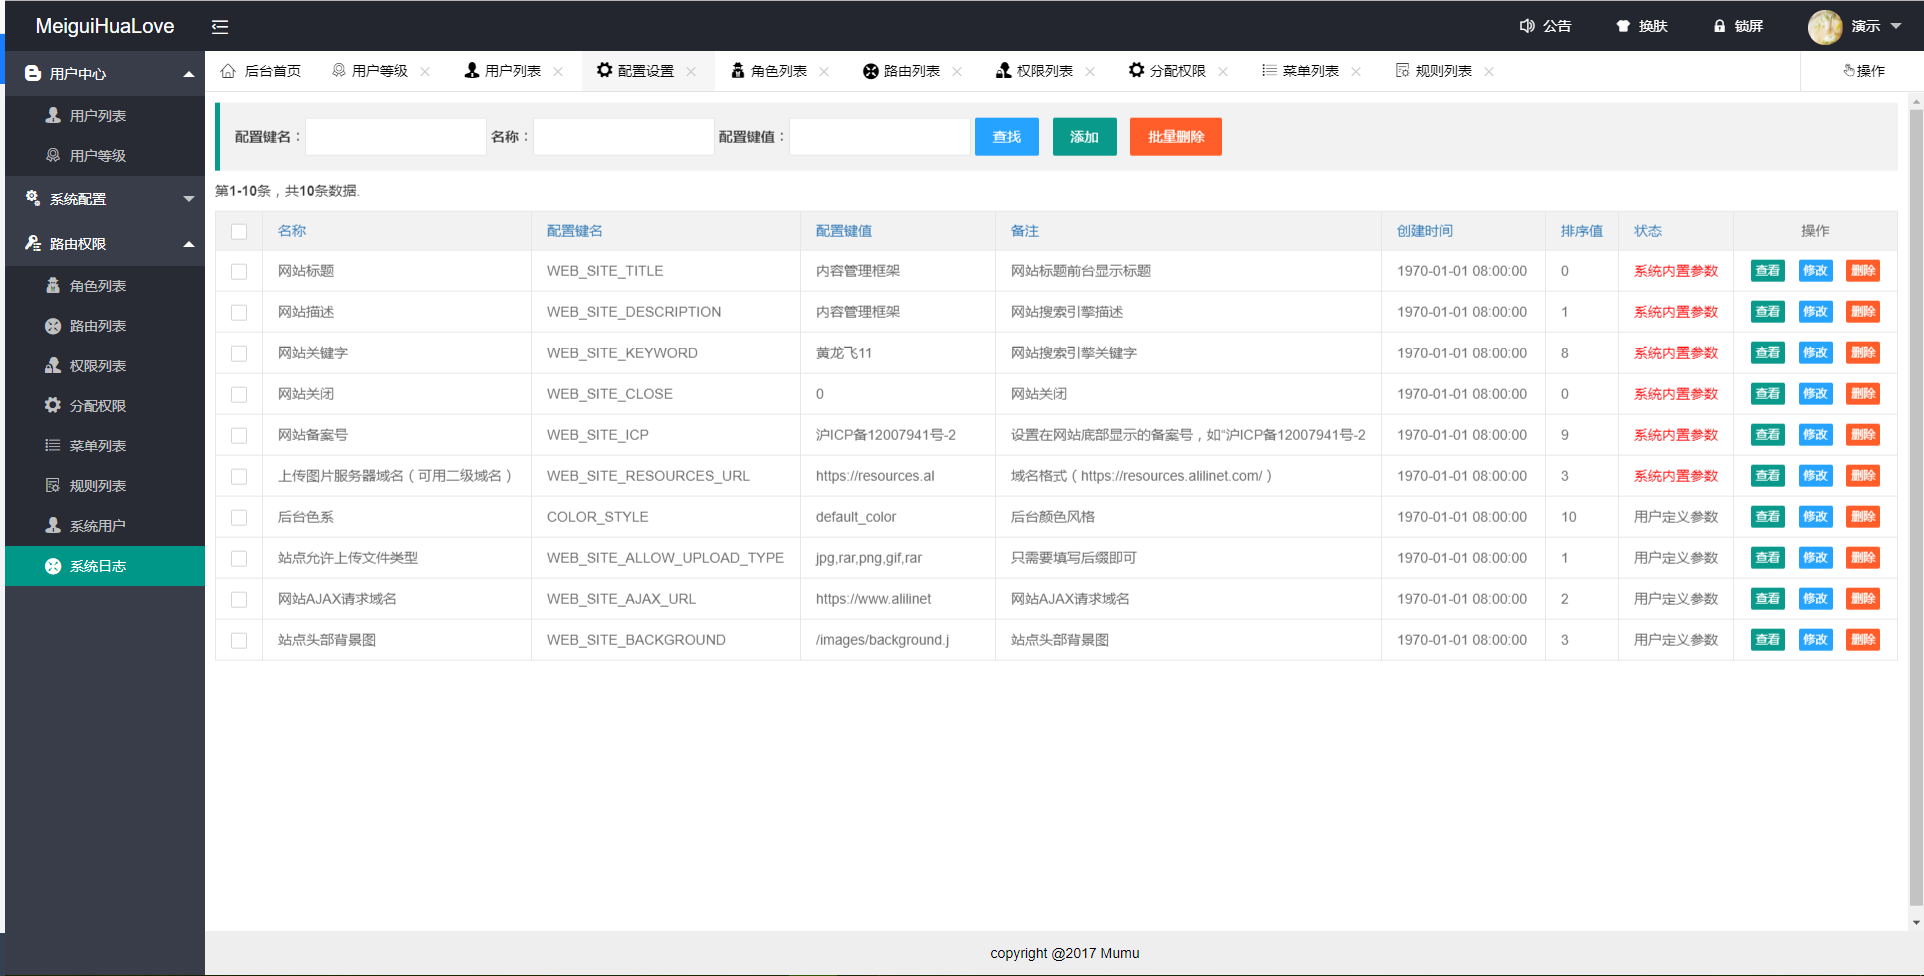 MeiguiHuaLove
公告 换肤 锁屏 演示
用户中心
用户列表
用户等级
系统配置
路由权限
角色列表
路由列表
权限列表
分配权限
菜单列表
规则列表
系统用户
系统日志
后台首页 用户等级 用户列表 配置设置 角色列表 路由列表 权限列表 分配权限 菜单列表 规则列表 操作
配置键名： 名称： 配置键值： 查找 添加 批量删除
第1-10条，共10条数据.
名称 配置键名 配置键值 备注 创建时间 排序值 状态 操作
网站标题 WEB_SITE_TITLE 内容管理框架 网站标题前台显示标题 1970-01-01 08:00:00 0 系统内置参数 查看 修改 删除
网站描述 WEB_SITE_DESCRIPTION 内容管理框架 网站搜索引擎描述 1970-01-01 08:00:00 1 系统内置参数 查看 修改 删除
网站关键字 WEB_SITE_KEYWORD 黄龙飞11 网站搜索引擎关键字 1970-01-01 08:00:00 8 系统内置参数 查看 修改 删除
网站关闭 WEB_SITE_CLOSE 0 网站关闭 1970-01-01 08:00:00 0 系统内置参数 查看 修改 删除
网站备案号 WEB_SITE_ICP 沪ICP备12007941号-2 设置在网站底部显示的备案号，如“沪ICP备12007941号-2 1970-01-01 08:00:00 9 系统内置参数 查看 修改 删除
上传图片服务器域名（可用二级域名） WEB_SITE_RESOURCES_URL https://resources.al 域名格式（https://resources.alilinet.com/） 1970-01-01 08:00:00 3 系统内置参数 查看 修改 删除
后台色系 COLOR_STYLE default_color 后台颜色风格 1970-01-01 08:00:00 10 用户定义参数 查看 修改 删除
站点允许上传文件类型 WEB_SITE_ALLOW_UPLOAD_TYPE jpg,rar,png,gif,rar 只需要填写后缀即可 1970-01-01 08:00:00 1 用户定义参数 查看 修改 删除
网站AJAX请求域名 WEB_SITE_AJAX_URL https://www.alilinet 网站AJAX请求域名 1970-01-01 08:00:00 2 用户定义参数 查看 修改 删除
站点头部背景图 WEB_SITE_BACKGROUND /images/background.j 站点头部背景图 1970-01-01 08:00:00 3 用户定义参数 查看 修改 删除
copyright @2017 Mumu